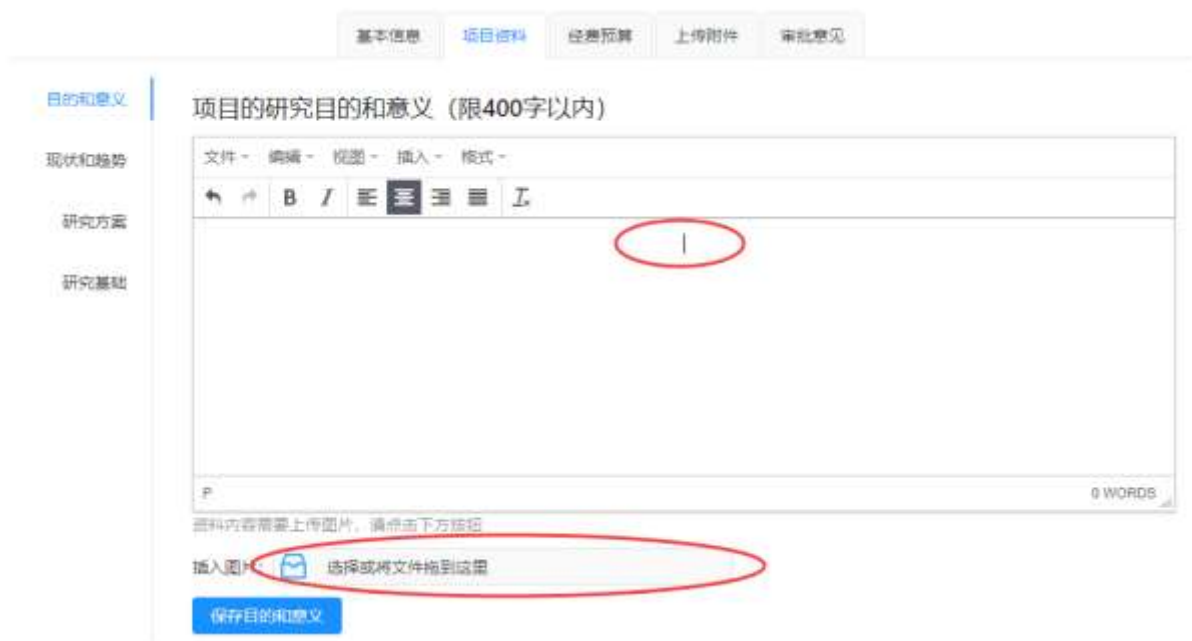 基本信息 项目资料 经费预算 上传附件 审批意见
目的和意义
项目的研究目的和意义（限400字以内）
现状和趋势
文件 编辑 视图 插入 格式
B I
研究方案
研究基础
P
0 WORDS
资料内容需要上传图片，请点击下方按钮
插入图片： 选择或将文件拖到这里
保存目的和意义